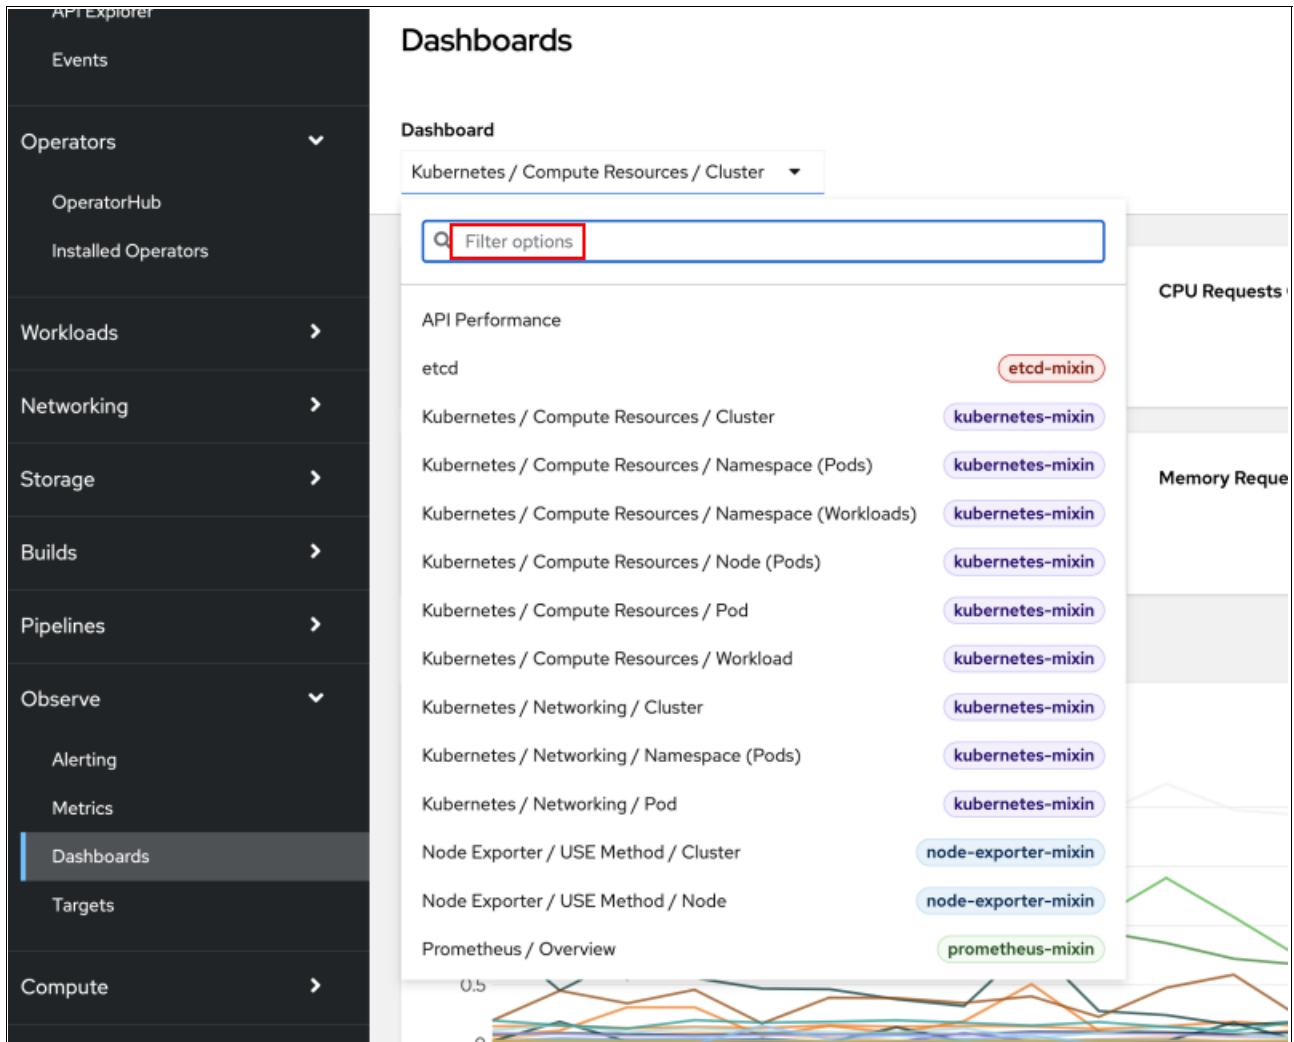 API Explorer
Events
Operators
OperatorHub
Installed Operators
Workloads
Networking
Storage
Builds
Pipelines
Observe
Alerting
Metrics
Dashboards
Targets
Compute
Dashboards
Dashboard
Kubernetes / Compute Resources / Cluster
Filter options
API Performance
etcd etcd-mixin
Kubernetes / Compute Resources / Cluster kubernetes-mixin
Kubernetes / Compute Resources / Namespace (Pods) kubernetes-mixin
Kubernetes / Compute Resources / Namespace (Workloads) kubernetes-mixin
Kubernetes / Compute Resources / Node (Pods) kubernetes-mixin
Kubernetes / Compute Resources / Pod kubernetes-mixin
Kubernetes / Compute Resources / Workload kubernetes-mixin
Kubernetes / Networking / Cluster kubernetes-mixin
Kubernetes / Networking / Namespace (Pods) kubernetes-mixin
Kubernetes / Networking / Pod kubernetes-mixin
Node Exporter / USE Method / Cluster node-exporter-mixin
Node Exporter / USE Method / Node node-exporter-mixin
Prometheus / Overview prometheus-mixin
CPU Requests
Memory Reque
0.5
0